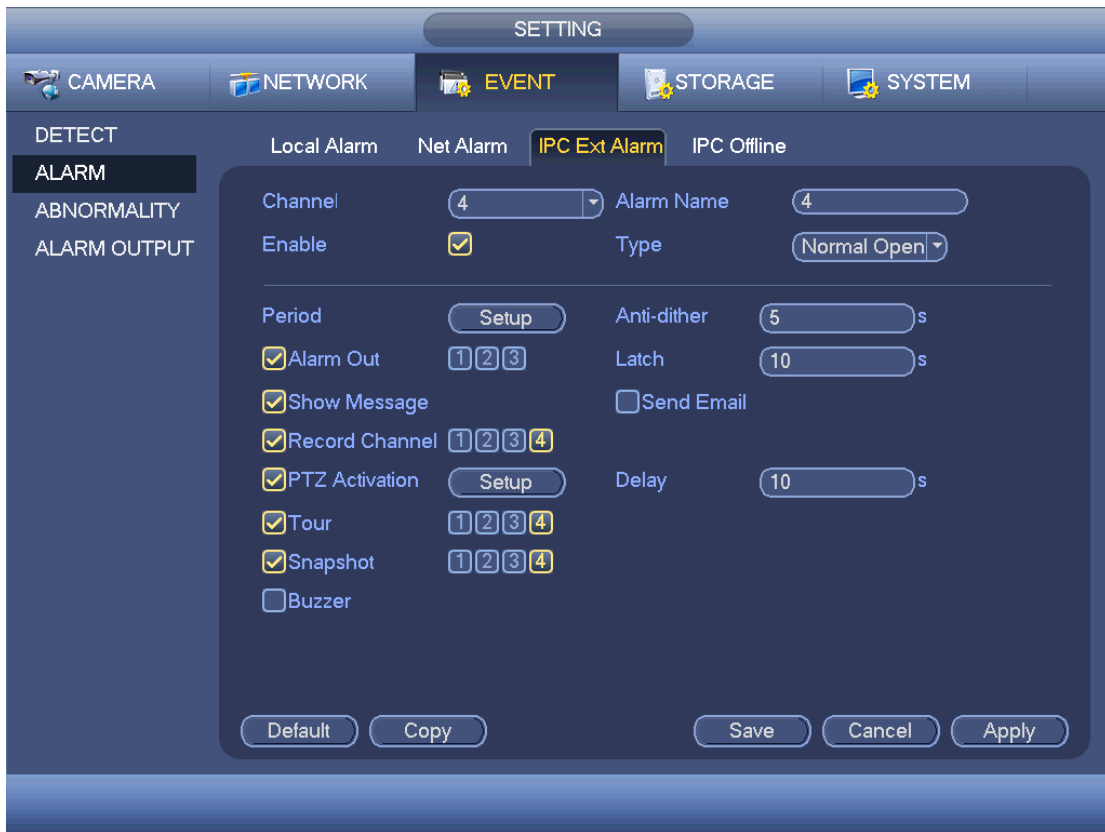 SETTING
CAMERA NETWORK EVENT STORAGE SYSTEM
DETECT
ALARM
ABNORMALITY
ALARM OUTPUT
Local Alarm Net Alarm IPC Ext Alarm IPC Offline
Channel 4 Alarm Name 4
Enable Type Normal Open
Period Setup Anti-dither 5 s
Alarm Out 1 2 3 Latch 10 s
Show Message Send Email
Record Channel 1 2 3 4
PTZ Activation Setup Delay 10 s
Tour 1 2 3 4
Snapshot 1 2 3 4
Buzzer
Default Copy Save Cancel Apply